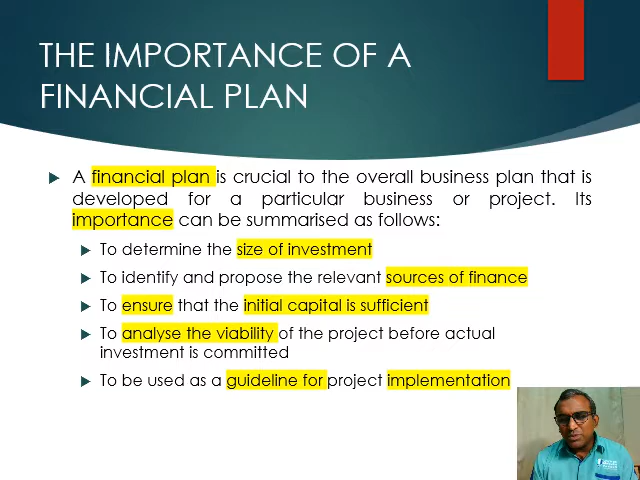 THE IMPORTANCE OF A
FINANCIAL PLAN
A financial plan is crucial to the overall business plan that is
developed for a particular business or project. Its
importance can be summarised as follows:
To determine the size of investment
To identify and propose the relevant sources of finance
To ensure that the initial capital is sufficient
To analyse the viability of the project before actual
investment is committed
To be used as a guideline for project implementation